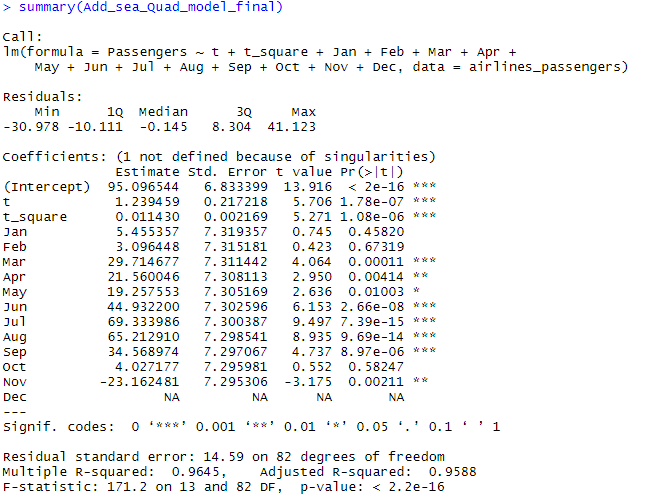 > summary(Add_sea_Quad_model_final)
Call:
lm(formula = Passengers ~ t + t_square + Jan + Feb + Mar + Apr +
    May + Jun + Jul + Aug + Sep + Oct + Nov + Dec, data = airlines_passengers)
Residuals:
    Min      1Q  Median      3Q     Max
-30.978 -10.111  -0.145   8.304  41.123
Coefficients: (1 not defined because of singularities)
              Estimate Std. Error t value Pr(>|t|)
(Intercept)  95.096544   6.833399  13.916  < 2e-16 ***
t             1.239459   0.217218   5.706 1.78e-07 ***
t_square      0.011430   0.002169   5.271 1.08e-06 ***
Jan           5.455357   7.319357   0.745  0.45820
Feb           3.096448   7.315181   0.423  0.67319
Mar          29.714677   7.311442   4.064  0.00011 ***
Apr          21.560046   7.308113   2.950  0.00414 **
May          19.257553   7.305169   2.636  0.01003 *
Jun          44.932200   7.302596   6.153 2.66e-08 ***
Jul          69.333986   7.300387   9.497 7.39e-15 ***
Aug          65.212910   7.298541   8.935 9.69e-14 ***
Sep          34.568974   7.297067   4.737 8.97e-06 ***
Oct           4.027177   7.295981   0.552  0.58247
Nov         -23.162481   7.295306  -3.175  0.00211 **
Dec                 NA         NA      NA       NA
---
Signif. codes:  0 ‘***’ 0.001 ‘**’ 0.01 ‘*’ 0.05 ‘.’ 0.1 ‘ ’ 1
Residual standard error: 14.59 on 82 degrees of freedom
Multiple R-squared:  0.9645,    Adjusted R-squared:  0.9588
F-statistic: 171.2 on 13 and 82 DF,  p-value: < 2.2e-16